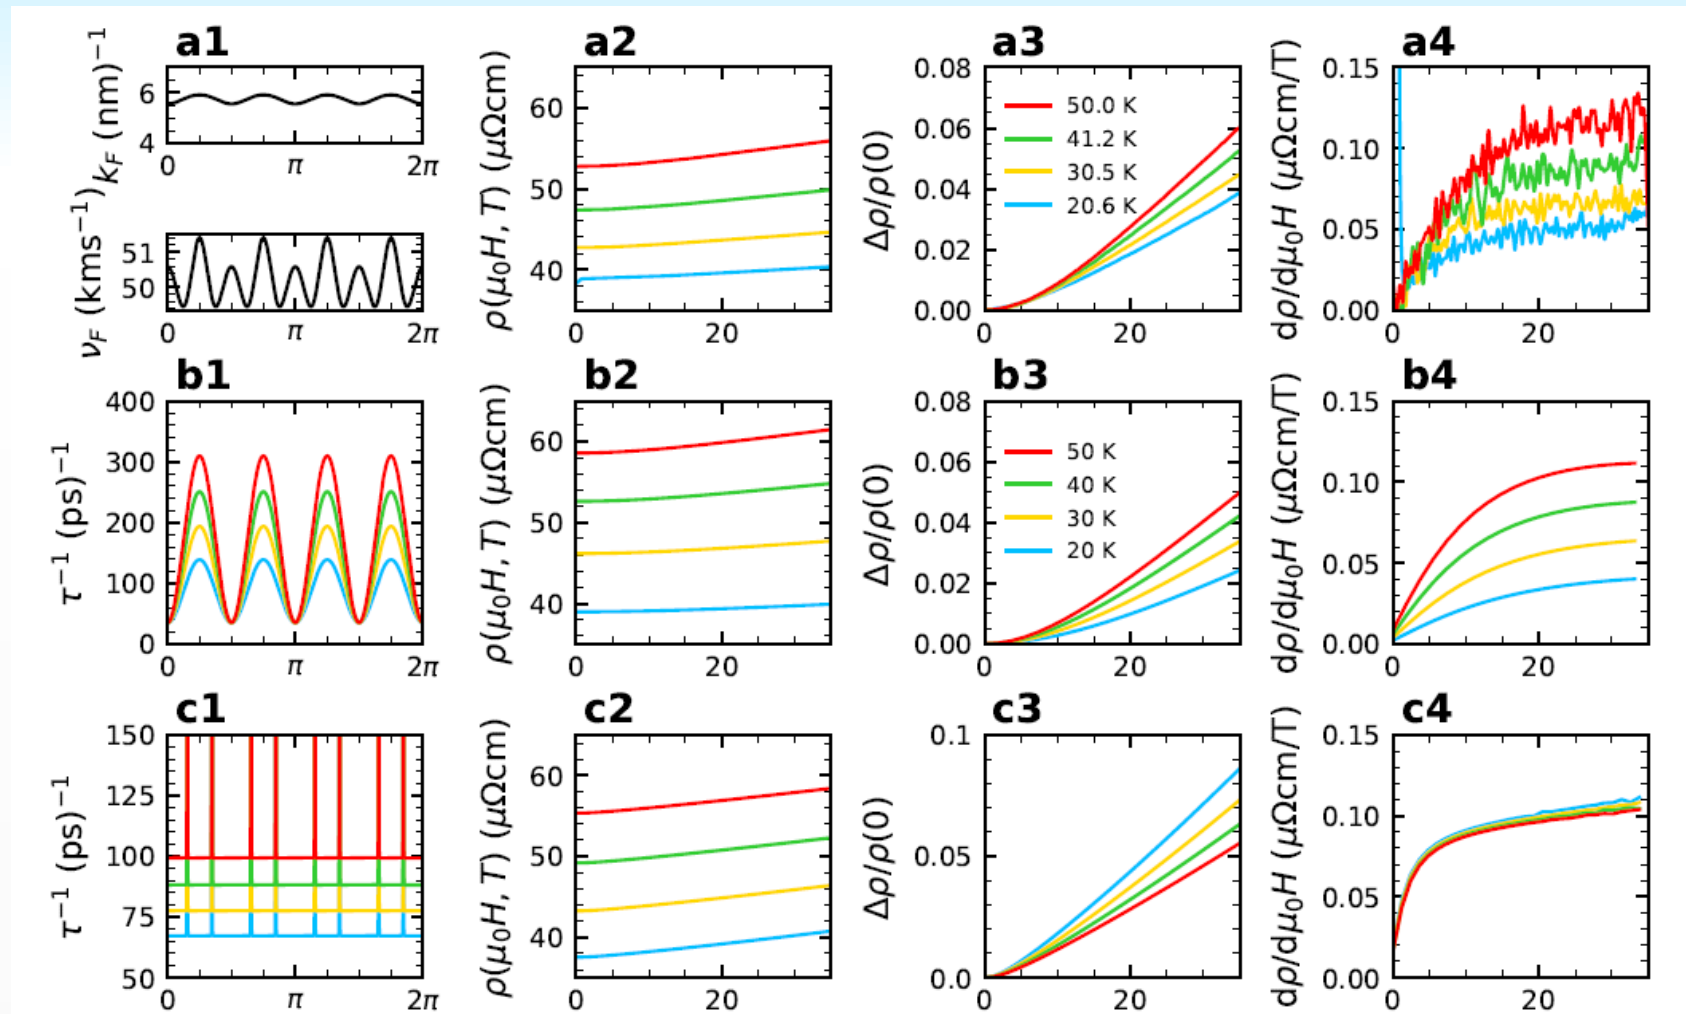 a1
k_F (nm)⁻¹
6
4
0 π 2π
ν_F (kms⁻¹)
51
50
0 π 2π
a2
ρ(μ₀H, T) (μΩcm)
60
50
40
0 20
a3
Δρ/ρ(0)
0.08
0.06
0.04
0.02
0.00
0 20
50.0 K
41.2 K
30.5 K
20.6 K
a4
dρ/dμ₀H (μΩcm/T)
0.15
0.10
0.05
0.00
0 20
b1
τ⁻¹ (ps)⁻¹
400
300
200
100
0
0 π 2π
b2
ρ(μ₀H, T) (μΩcm)
60
50
40
0 20
b3
Δρ/ρ(0)
0.08
0.06
0.04
0.02
0.00
0 20
50 K
40 K
30 K
20 K
b4
dρ/dμ₀H (μΩcm/T)
0.15
0.10
0.05
0.00
0 20
c1
τ⁻¹ (ps)⁻¹
150
125
100
75
50
0 π 2π
c2
ρ(μ₀H, T) (μΩcm)
60
50
40
0 20
c3
Δρ/ρ(0)
0.1
0.05
0.0
0 20
c4
dρ/dμ₀H (μΩcm/T)
0.15
0.10
0.05
0.00
0 20